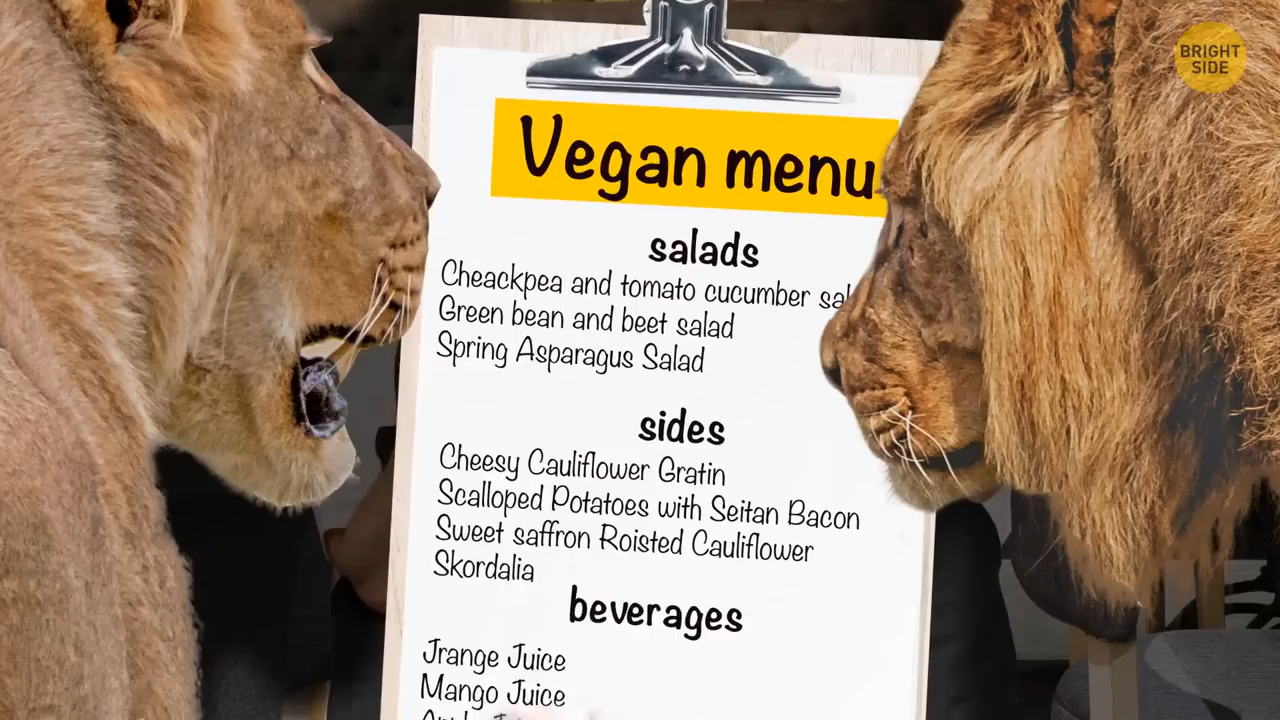 BRIGHT
SIDE
Vegan menu
salads
Cheackpea and tomato cucumber
Green bean and beet salad
Spring Asparagus Salad
sides
Cheesy Cauliflower Gratin
Scalloped Potatoes with Seitan Bacon
Sweet saffron Roisted Cauliflower
Skordalia
beverages
Jrange Juice
Mango Juice